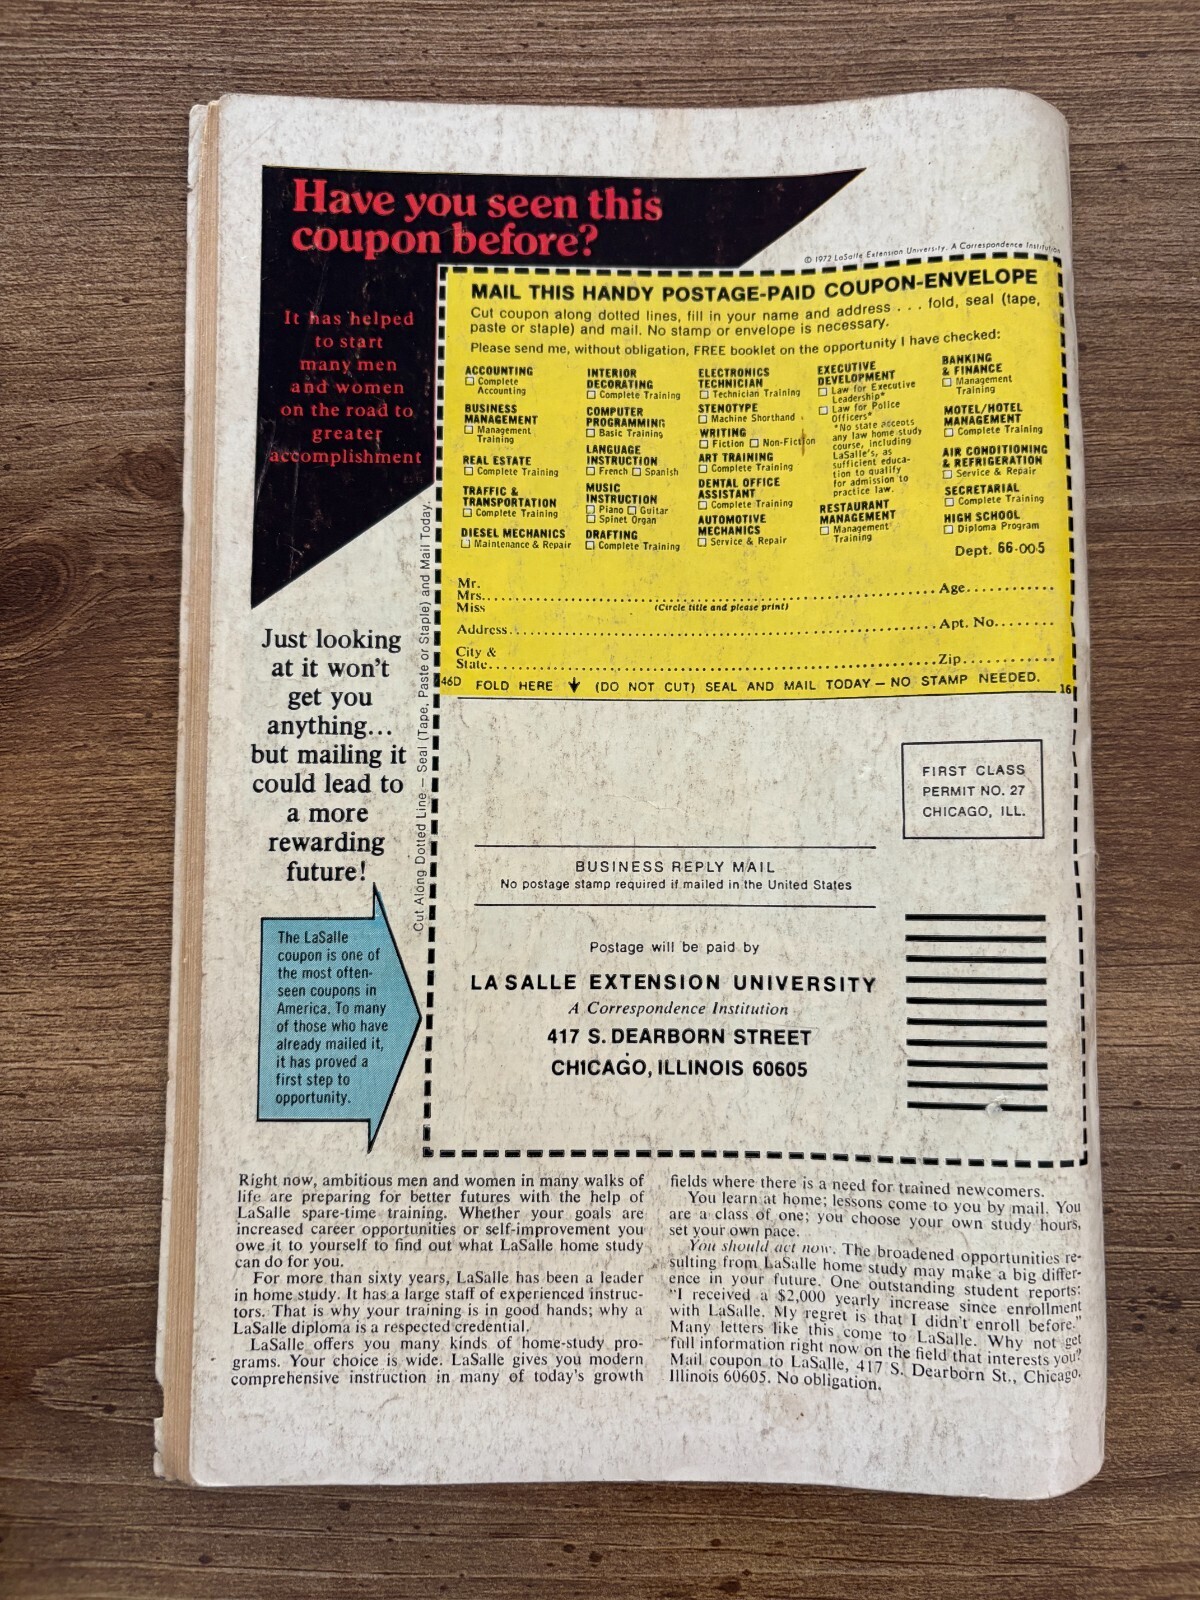 Have you seen this
coupon before?
It has helped
to start
many men
and women
on the road to
greater
accomplishment
© 1972 LaSalle Extension University. A Correspondence Institution
MAIL THIS HANDY POSTAGE-PAID COUPON-ENVELOPE
Cut coupon along dotted lines, fill in your name and address . . . fold, seal (tape,
paste or staple) and mail. No stamp or envelope is necessary.
Please send me, without obligation, FREE booklet on the opportunity I have checked:
ACCOUNTING
☐ Complete
Accounting
BUSINESS
MANAGEMENT
☐ Management
Training
REAL ESTATE
☐ Complete Training
TRAFFIC &
TRANSPORTATION
☐ Complete Training
DIESEL MECHANICS
☐ Maintenance & Repair
INTERIOR
DECORATING
☐ Complete Training
COMPUTER
PROGRAMMING
☐ Basic Training
LANGUAGE
INSTRUCTION
☐ French ☐ Spanish
MUSIC
INSTRUCTION
☐ Piano ☐ Guitar
☐ Spinet Organ
DRAFTING
☐ Complete Training
ELECTRONICS
TECHNICIAN
☐ Technician Training
STENOTYPE
☐ Machine Shorthand
WRITING
☐ Fiction ☐ Non-Fiction
ART TRAINING
☐ Complete Training
DENTAL OFFICE
ASSISTANT
☐ Complete Training
AUTOMOTIVE
MECHANICS
☐ Service & Repair
EXECUTIVE
DEVELOPMENT
☐ Law for Executive
Leadership*
☐ Law for Police
Officers*
*No state accepts
any law home study
course, including
LaSalle's, as
sufficient educa-
tion to qualify
for admission to
practice law.
RESTAURANT
MANAGEMENT
☐ Management
Training
BANKING
& FINANCE
☐ Management
Training
MOTEL/HOTEL
MANAGEMENT
☐ Complete Training
AIR CONDITIONING
& REFRIGERATION
☐ Service & Repair
SECRETARIAL
☐ Complete Training
HIGH SCHOOL
☐ Diploma Program
Dept. 66-005
Mr.
Mrs. Age
Miss (Circle title and please print)
Address Apt. No.
City &
State Zip
46D FOLD HERE ↓ (DO NOT CUT) SEAL AND MAIL TODAY — NO STAMP NEEDED. 16
Cut Along Dotted Line — Seal (Tape, Paste or Staple) and Mail Today.
Just looking
at it won't
get you
anything...
but mailing it
could lead to
a more
rewarding
future!
FIRST CLASS
PERMIT NO. 27
CHICAGO, ILL.
BUSINESS REPLY MAIL
No postage stamp required if mailed in the United States
Postage will be paid by
LA SALLE EXTENSION UNIVERSITY
A Correspondence Institution
417 S. DEARBORN STREET
CHICAGO, ILLINOIS 60605
The LaSalle
coupon is one of
the most often-
seen coupons in
America. To many
of those who have
already mailed it,
it has proved a
first step to
opportunity.
Right now, ambitious men and women in many walks of
life are preparing for better futures with the help of
LaSalle spare-time training. Whether your goals are
increased career opportunities or self-improvement you
owe it to yourself to find out what LaSalle home study
can do for you.
For more than sixty years, LaSalle has been a leader
in home study. It has a large staff of experienced instruc-
tors. That is why your training is in good hands; why a
LaSalle diploma is a respected credential.
LaSalle offers you many kinds of home-study pro-
grams. Your choice is wide. LaSalle gives you modern
comprehensive instruction in many of today's growth
fields where there is a need for trained newcomers.
You learn at home; lessons come to you by mail. You
are a class of one; you choose your own study hours,
set your own pace.
You should act now. The broadened opportunities re-
sulting from LaSalle home study may make a big differ-
ence in your future. One outstanding student reports:
"I received a $2,000 yearly increase since enrollment
with LaSalle. My regret is that I didn't enroll before."
Many letters like this come to LaSalle. Why not get
full information right now on the field that interests you?
Mail coupon to LaSalle, 417 S. Dearborn St., Chicago,
Illinois 60605. No obligation.